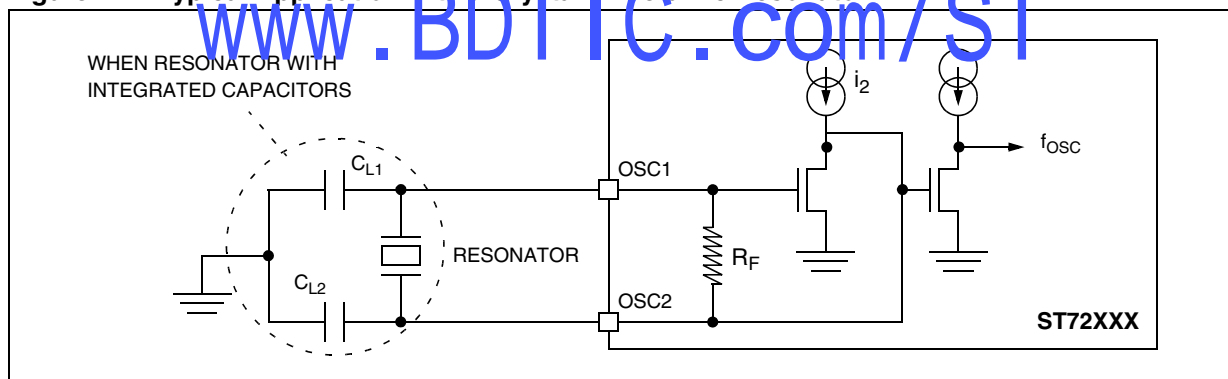 www.BDTIC.com/ST
WHEN RESONATOR WITH
INTEGRATED CAPACITORS
i2
fOSC
CL1
OSC1
RESONATOR
RF
CL2
OSC2
ST72XXX